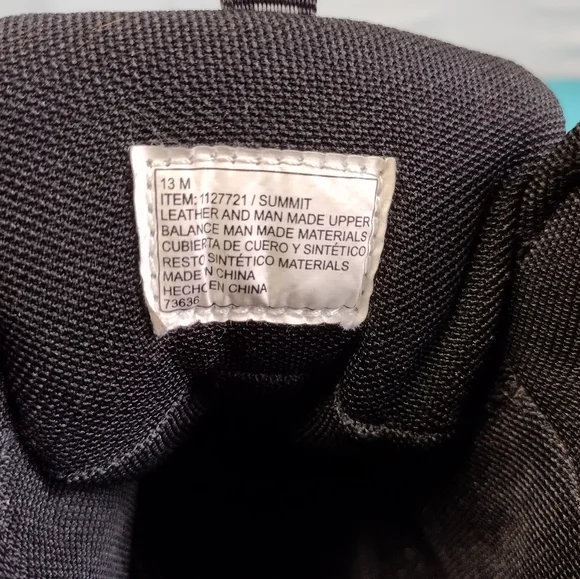 13 M
ITEM: 1127721 / SUMMIT
LEATHER AND MAN MADE UPPER
BALANCE MAN MADE MATERIALS
CUBIERTA DE CUERO Y SINTÉTICO
RESTO SINTÉTICO MATERIALS
MADE IN CHINA
HECHO EN CHINA
73636